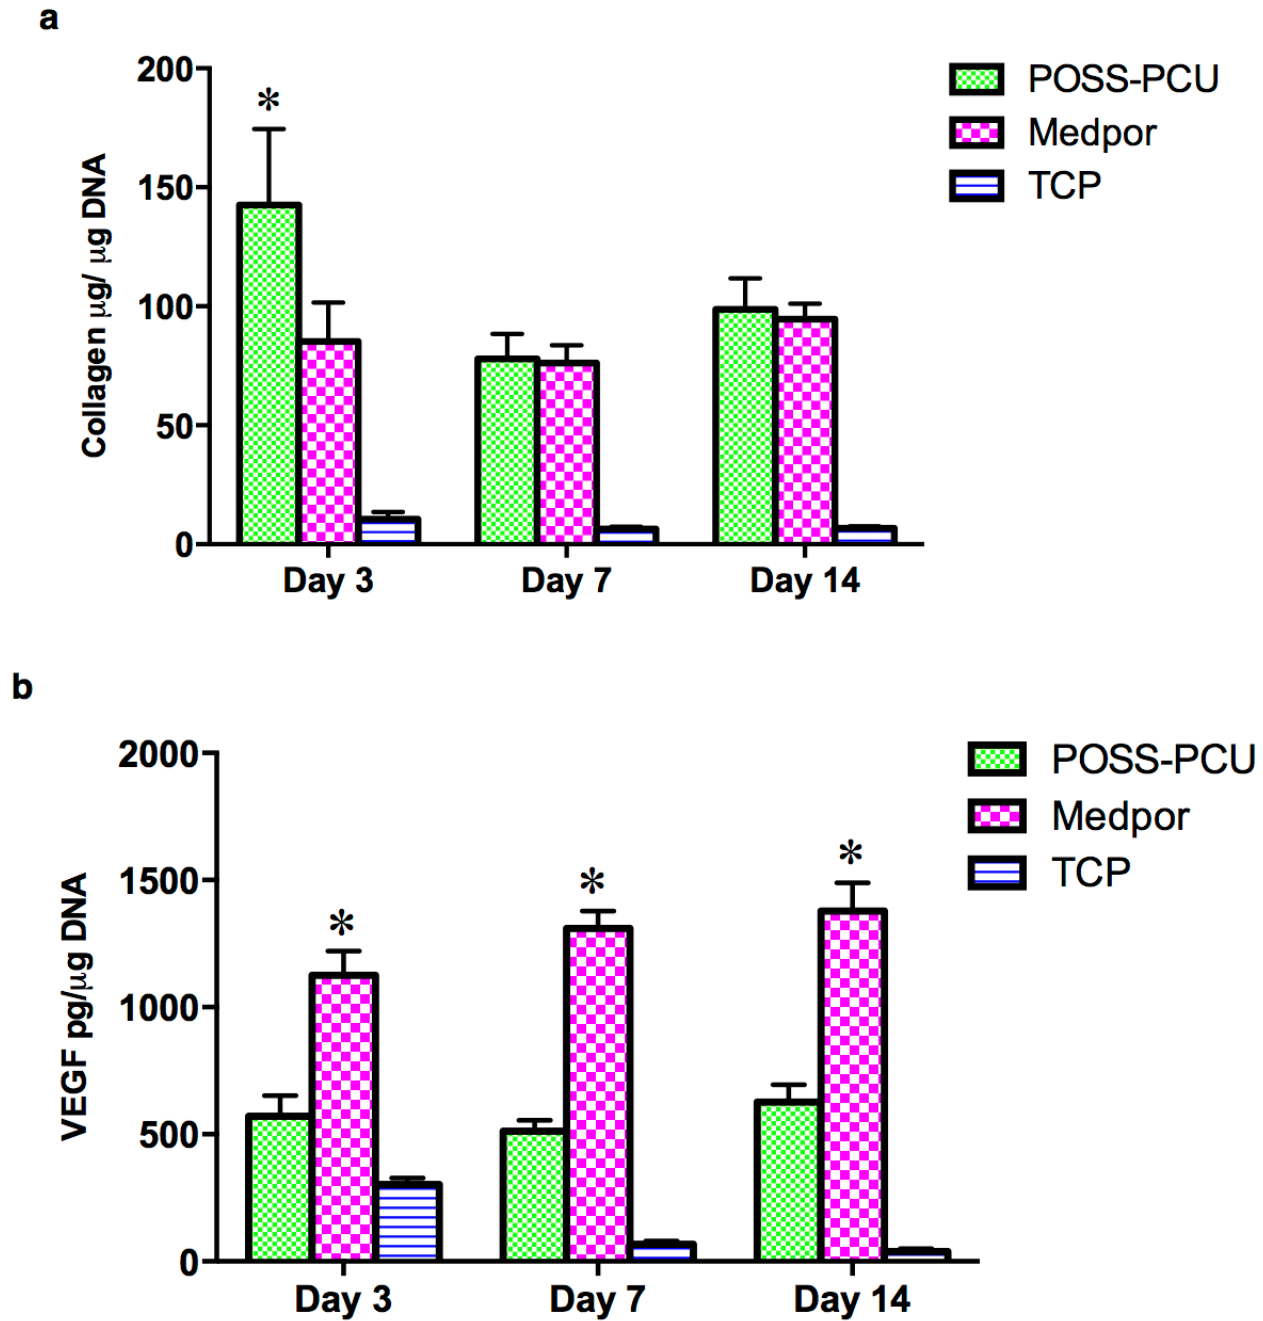 a
200
150
100
50
0
Collagen μg/ μg DNA
*
Day 3
Day 7
Day 14
POSS-PCU
Medpor
TCP
b
2000
1500
1000
500
0
VEGF pg/μg DNA
*
*
*
Day 3
Day 7
Day 14
POSS-PCU
Medpor
TCP